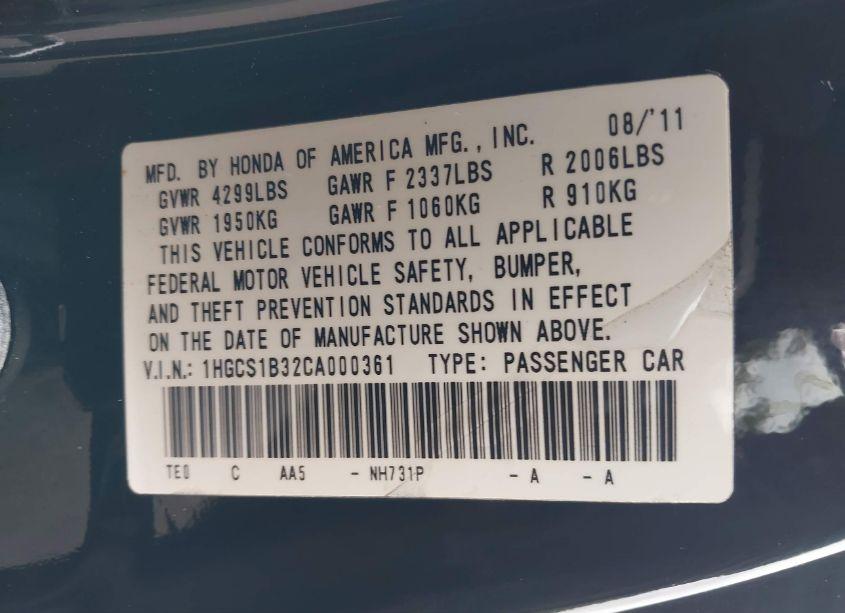 MFD. BY HONDA OF AMERICA MFG., INC. 08/'11
GVWR 4299LBS GAWR F 2337LBS R 2006LBS
GVWR 1950KG GAWR F 1060KG R 910KG
THIS VEHICLE CONFORMS TO ALL APPLICABLE
FEDERAL MOTOR VEHICLE SAFETY, BUMPER,
AND THEFT PREVENTION STANDARDS IN EFFECT
ON THE DATE OF MANUFACTURE SHOWN ABOVE.
V.I.N.: 1HGCS1B32CA000361 TYPE: PASSENGER CAR
TE0 C AA5 - NH731P - A - A